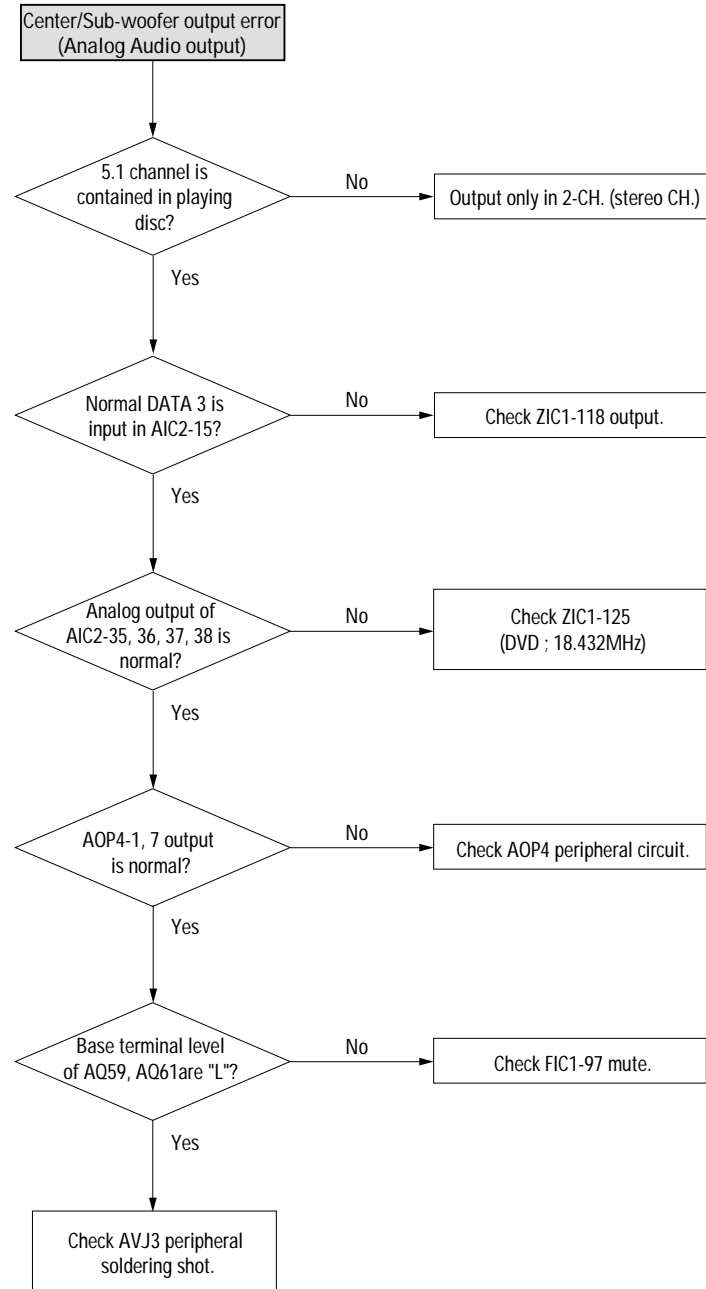 Center/Sub-woofer output error
(Analog Audio output)
5.1 channel is
contained in playing
disc?
No
Output only in 2-CH. (stereo CH.)
Yes
Normal DATA 3 is
input in AIC2-15?
No
Check ZIC1-118 output.
Yes
Analog output of
AIC2-35, 36, 37, 38 is
normal?
No
Check ZIC1-125
(DVD ; 18.432MHz)
Yes
AOP4-1, 7 output
is normal?
No
Check AOP4 peripheral circuit.
Yes
Base terminal level
of AQ59, AQ61are "L"?
No
Check FIC1-97 mute.
Yes
Check AVJ3 peripheral
soldering shot.